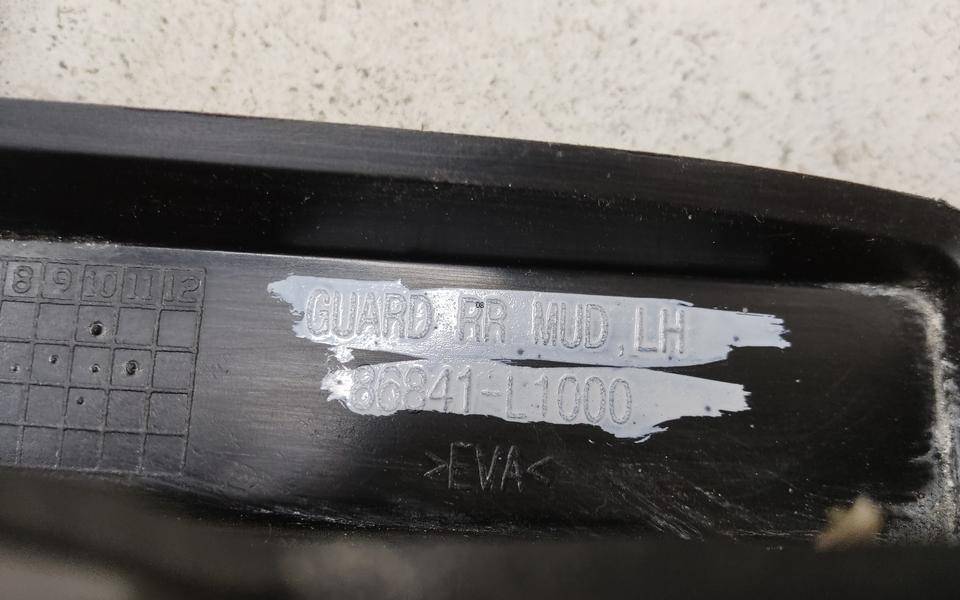 8 9 10 11 12
GUARD RR MUD,LH
86841-L1000
>EVA<